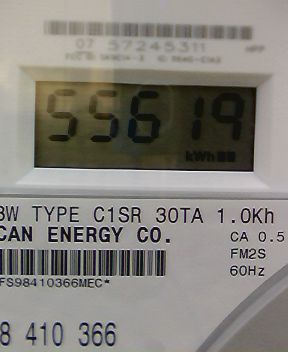 07 57245311
55619
kWh
3W TYPE C1SR 30TA 1.0Kh
CAN ENERGY CO.
CA 0.5
FM2S
60Hz
FS98410366MEC*
8 410 366